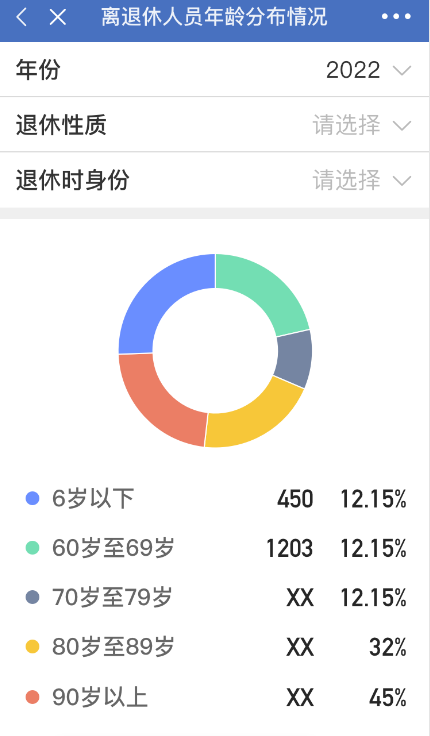 离退休人员年龄分布情况
年份 2022
退休性质 请选择
退休时身份 请选择
6岁以下 450 12.15%
60岁至69岁 1203 12.15%
70岁至79岁 XX 12.15%
80岁至89岁 XX 32%
90岁以上 XX 45%